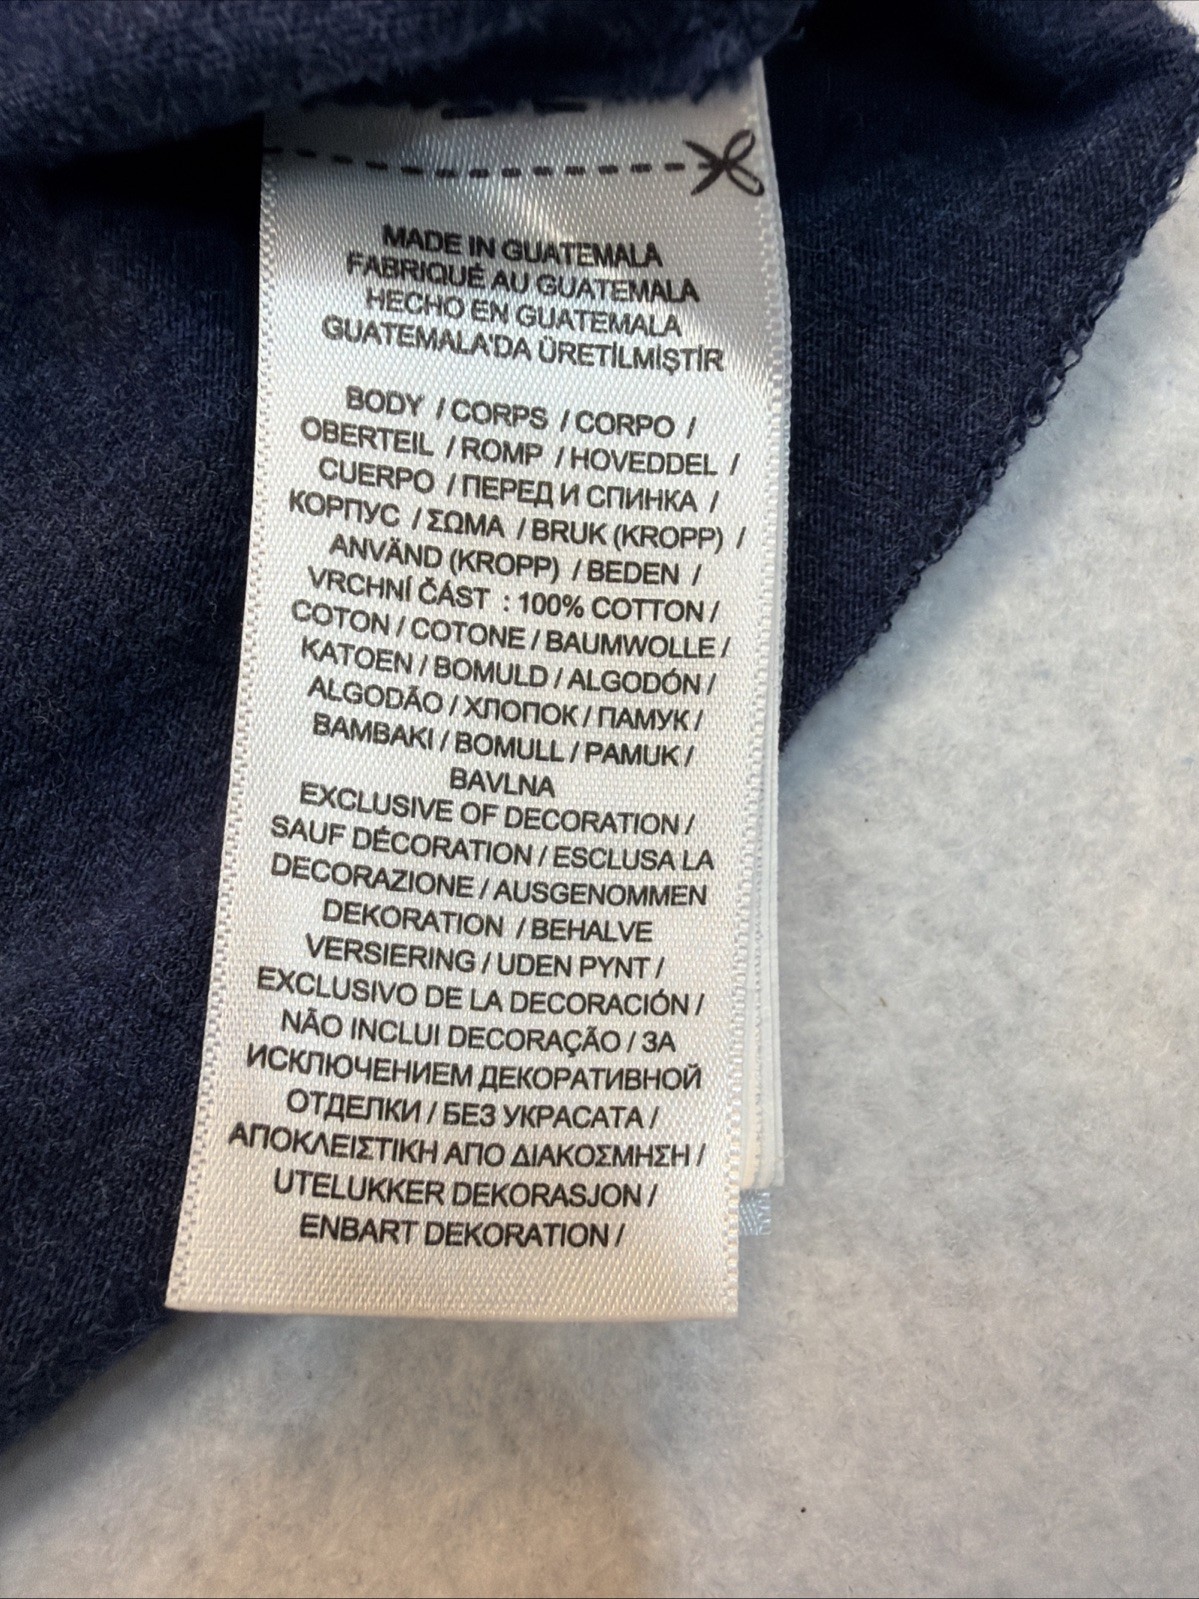 MADE IN GUATEMALA
FABRIQUÉ AU GUATEMALA
HECHO EN GUATEMALA
GUATEMALA'DA ÜRETİLMİŞTİR
BODY / CORPS / CORPO /
OBERTEIL / ROMP / HOVEDDEL /
CUERPO / ПЕРЕД И СПИНКА /
КОРПУС / ΣΩΜΑ / BRUK (KROPP) /
ANVÄND (KROPP) / BEDEN /
VRCHNÍ ČÁST : 100% COTTON /
COTON / COTONE / BAUMWOLLE /
KATOEN / BOMULD / ALGODÓN /
ALGODÃO / ХЛОПОК / ПАМУК /
BAMBAKI / BOMULL / PAMUK /
BAVLNA
EXCLUSIVE OF DECORATION /
SAUF DÉCORATION / ESCLUSA LA
DECORAZIONE / AUSGENOMMEN
DEKORATION / BEHALVE
VERSIERING / UDEN PYNT /
EXCLUSIVO DE LA DECORACIÓN /
NÃO INCLUI DECORAÇÃO / ЗА
ИСКЛЮЧЕНИЕМ ДЕКОРАТИВНОЙ
ОТДЕЛКИ / БЕЗ УКРАСАТА /
ΑΠΟΚΛΕΙΣΤΙΚΗ ΑΠΟ ΔΙΑΚΟΣΜΗΣΗ /
UTELUKKER DEKORASJON /
ENBART DEKORATION /